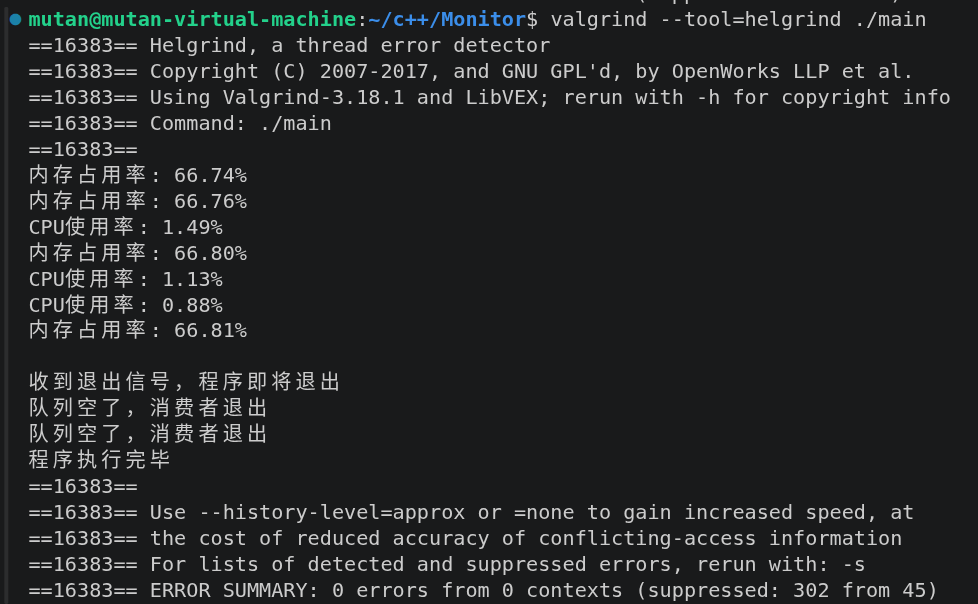 mutan@mutan-virtual-machine:~/c++/Monitor$ valgrind --tool=helgrind ./main
==16383== Helgrind, a thread error detector
==16383== Copyright (C) 2007-2017, and GNU GPL'd, by OpenWorks LLP et al.
==16383== Using Valgrind-3.18.1 and LibVEX; rerun with -h for copyright info
==16383== Command: ./main
==16383==
内存占用率: 66.74%
内存占用率: 66.76%
CPU使用率: 1.49%
内存占用率: 66.80%
CPU使用率: 1.13%
CPU使用率: 0.88%
内存占用率: 66.81%
收到退出信号，程序即将退出
队列空了，消费者退出
队列空了，消费者退出
程序执行完毕
==16383==
==16383== Use --history-level=approx or =none to gain increased speed, at
==16383== the cost of reduced accuracy of conflicting-access information
==16383== For lists of detected and suppressed errors, rerun with: -s
==16383== ERROR SUMMARY: 0 errors from 0 contexts (suppressed: 302 from 45)